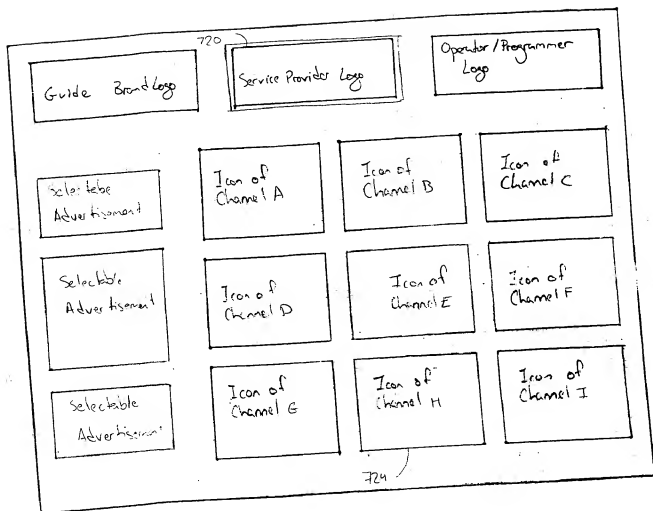 720
Guide Brand Logo
Service Provider Logo
Operator/Programmer
Logo
Selectabe
Advertisement
Icon of
Channel A
Icon of
Channel B
Icon of
Channel C
Selectable
Advertisement
Icon of
Channel D
Icon of
Channel E
Icon of
Channel F
Selectable
Advertisement
Icon of
Channel G
Icon of
Channel H
Icon of
Channel I
724